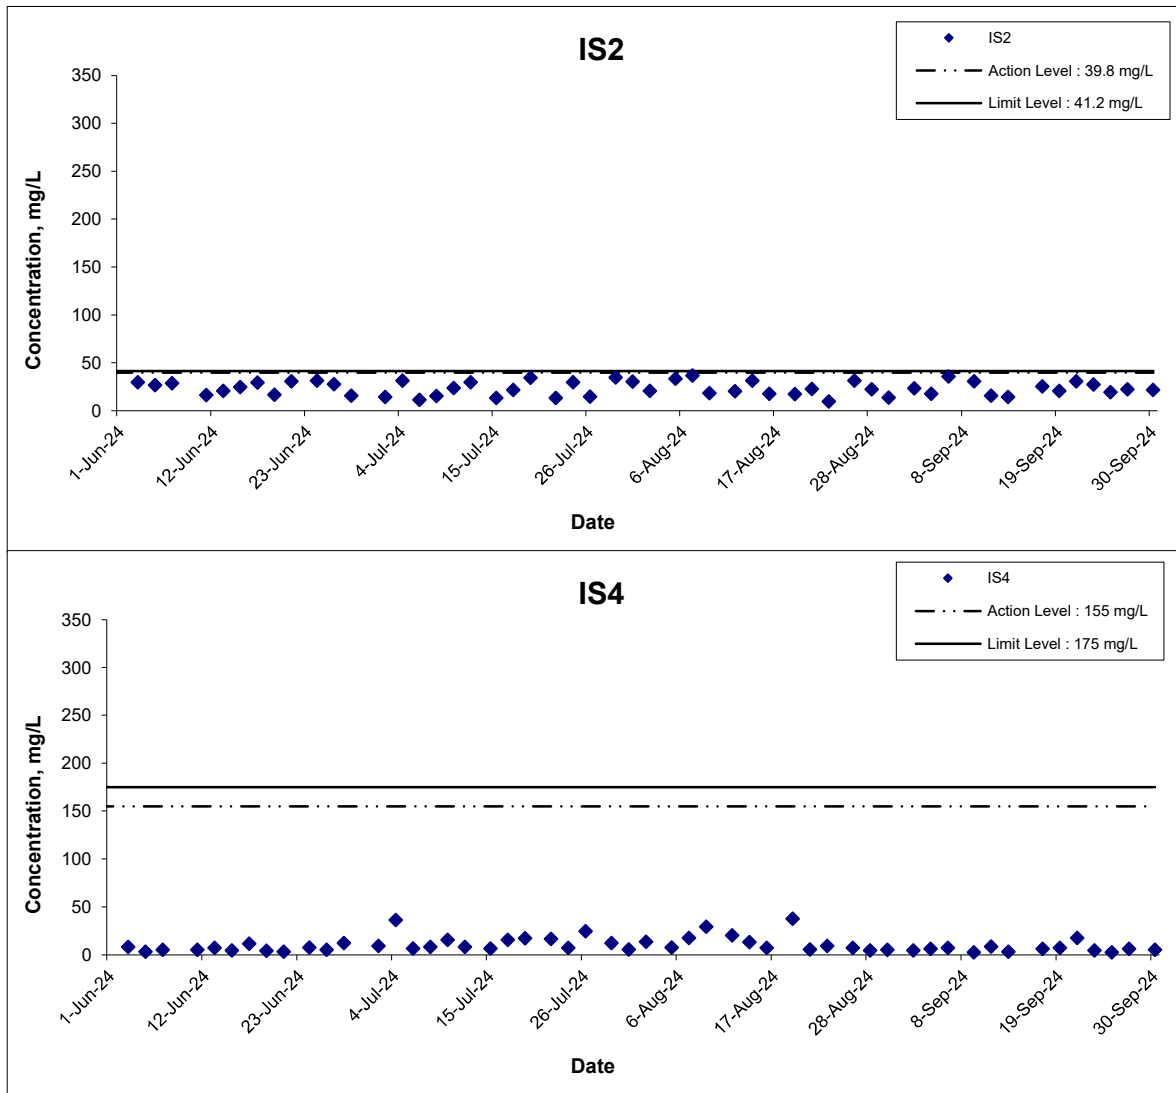 IS2
IS2
Action Level : 39.8 mg/L
Limit Level : 41.2 mg/L
Concentration, mg/L
350
300
250
200
150
100
50
0
1-Jun-24
12-Jun-24
23-Jun-24
4-Jul-24
15-Jul-24
26-Jul-24
6-Aug-24
17-Aug-24
28-Aug-24
8-Sep-24
19-Sep-24
30-Sep-24
Date
IS4
IS4
Action Level : 155 mg/L
Limit Level : 175 mg/L
Concentration, mg/L
350
300
250
200
150
100
50
0
1-Jun-24
12-Jun-24
23-Jun-24
4-Jul-24
15-Jul-24
26-Jul-24
6-Aug-24
17-Aug-24
28-Aug-24
8-Sep-24
19-Sep-24
30-Sep-24
Date